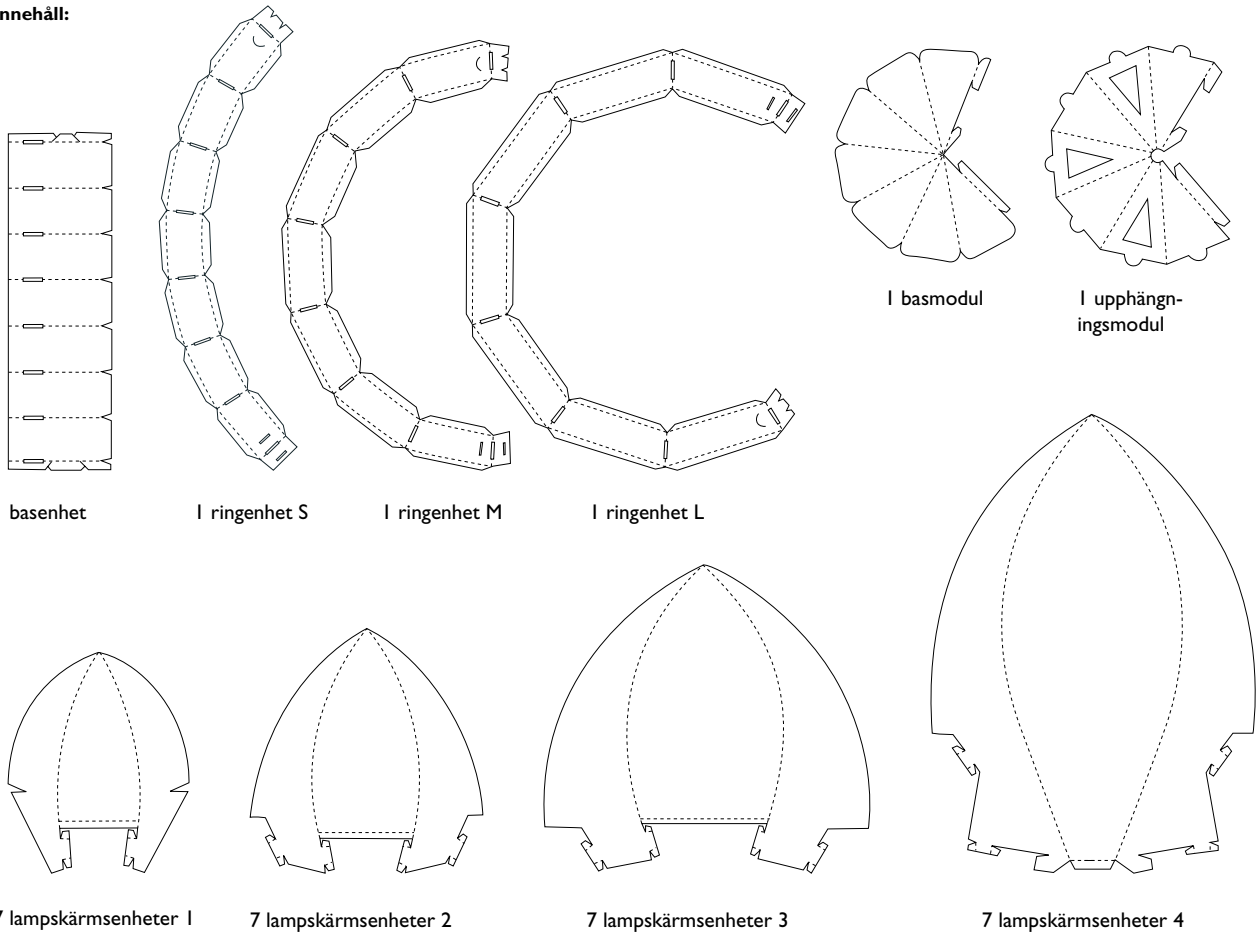 nnehåll:
basenhet
1 ringenhet S
1 ringenhet M
1 ringenhet L
1 basmodul
1 upphängn-
ingsmodul
7 lampskärmsenheter 1
7 lampskärmsenheter 2
7 lampskärmsenheter 3
7 lampskärmsenheter 4